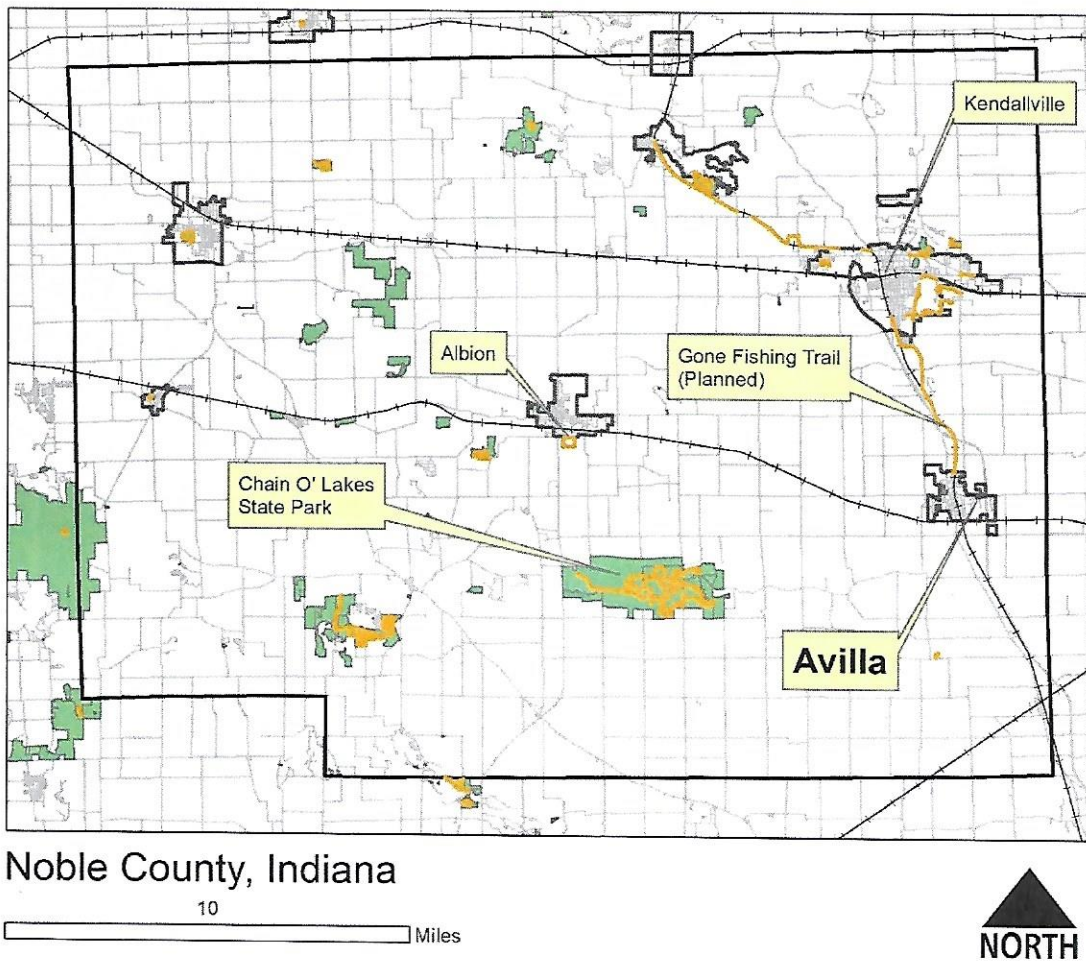 Kendallville
Albion
Gone Fishing Trail
(Planned)
Chain O' Lakes
State Park
Avilla
Noble County, Indiana
10
Miles
NORTH